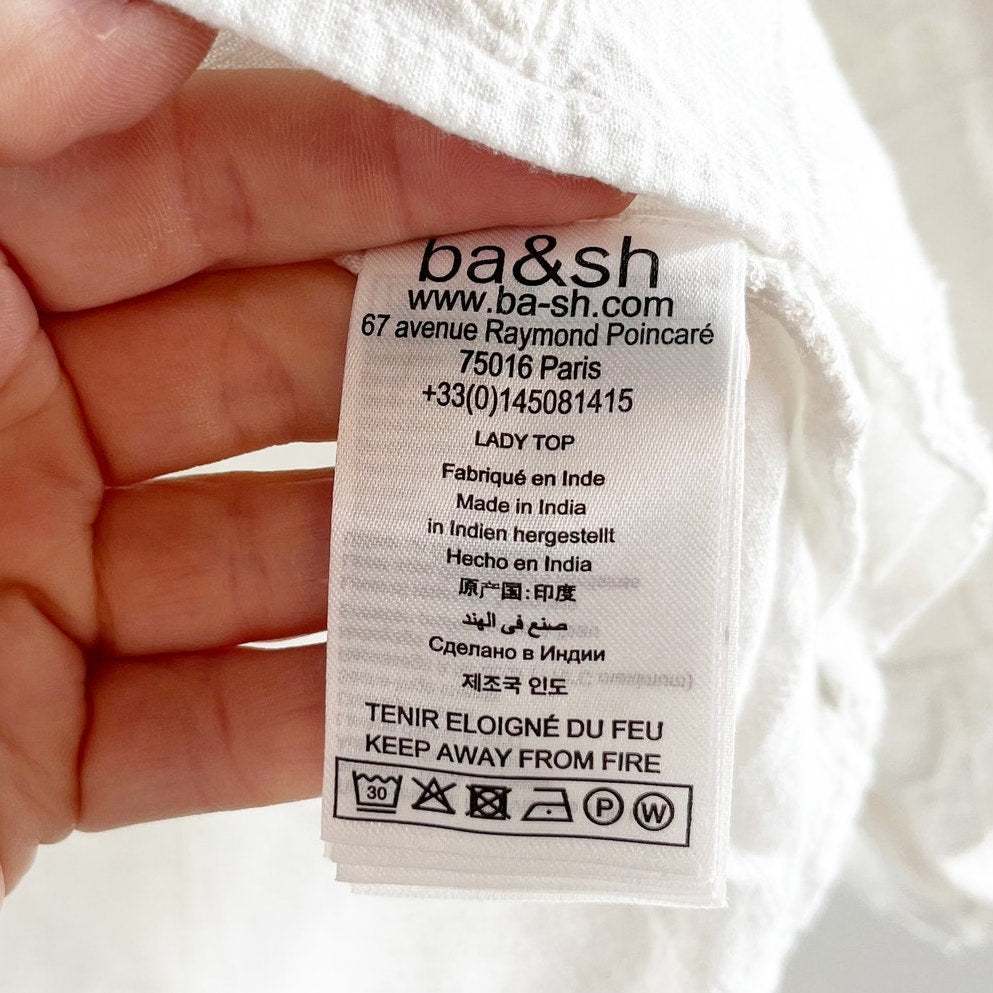 ba&sh
www.ba-sh.com
67 avenue Raymond Poincaré
75016 Paris
+33(0)145081415
LADY TOP
Fabriqué en Inde
Made in India
in Indien hergestellt
Hecho en India
原产国:印度
صنع في الهند
Сделано в Индии
제조국 인도
TENIR ELOIGNÉ DU FEU
KEEP AWAY FROM FIRE
30 P W